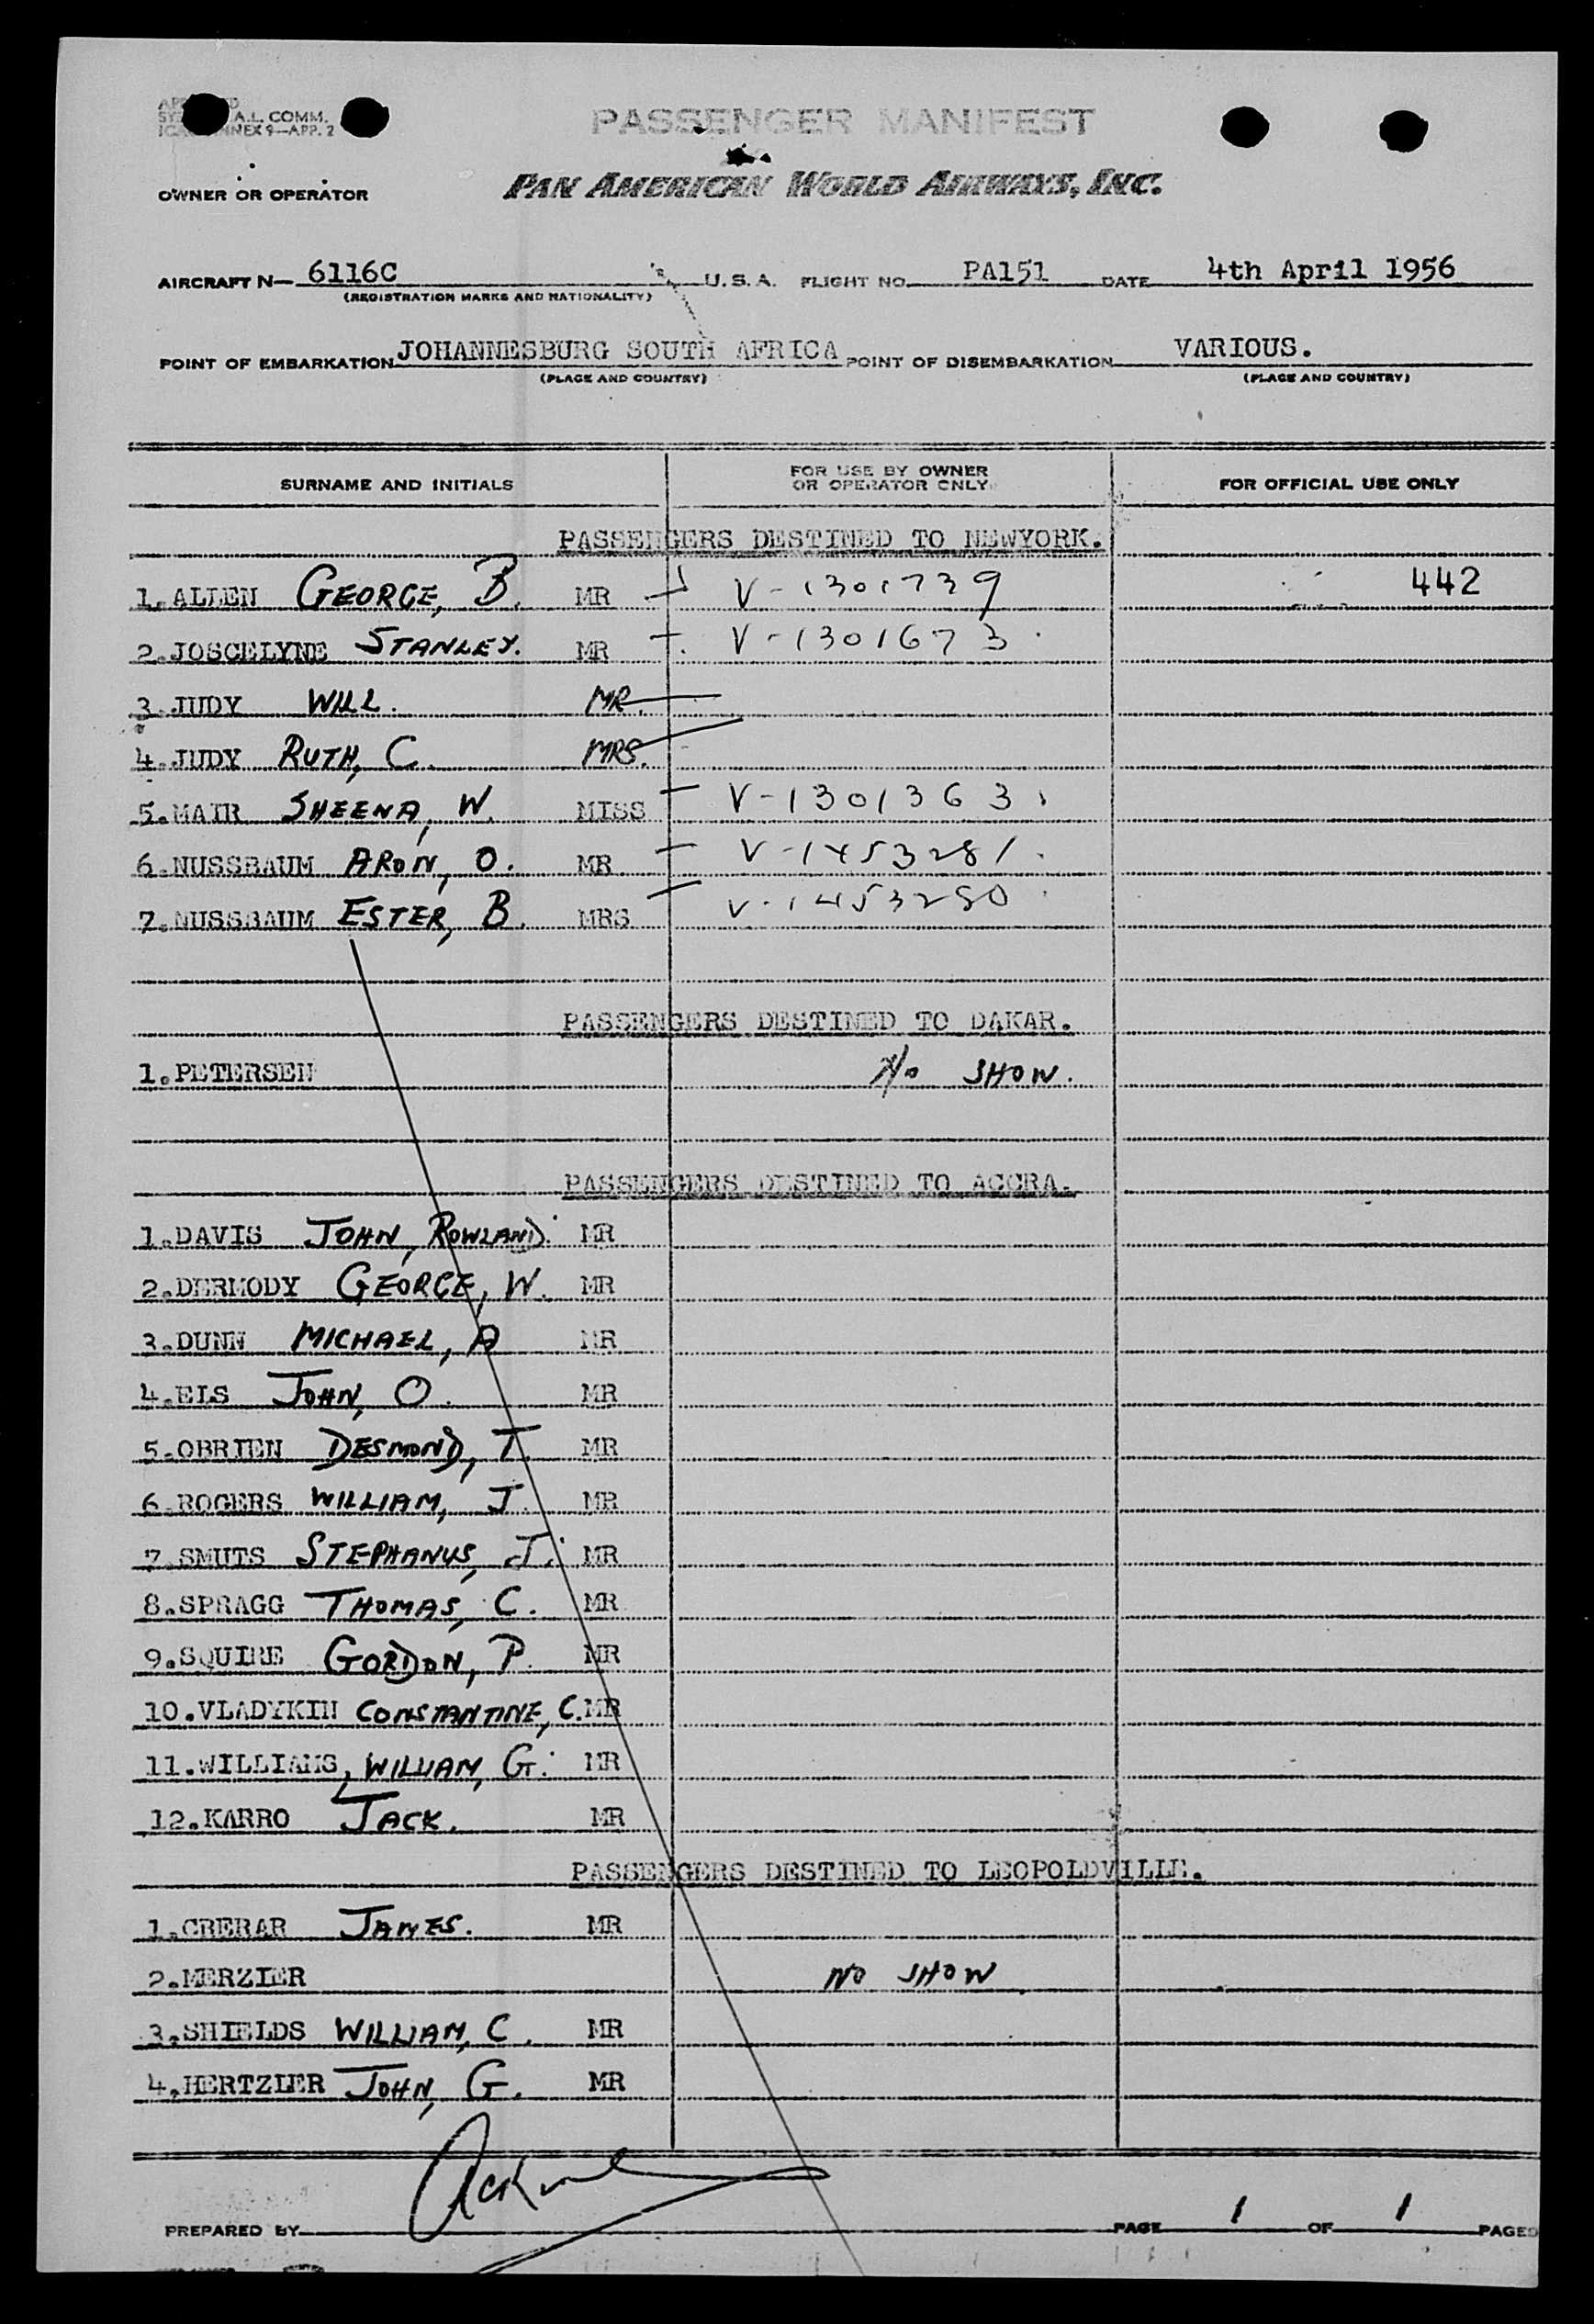 A.L. COMM.
ANNEX 9—APP. 2
PASSENGER MANIFEST
OWNER OR OPERATOR PAN AMERICAN WORLD AIRWAYS, INC.
AIRCRAFT N— 6116C U.S.A. FLIGHT NO. PA151 DATE 4th April 1956
(REGISTRATION MARKS AND NATIONALITY)
POINT OF EMBARKATION JOHANNESBURG SOUTH AFRICA POINT OF DISEMBARKATION VARIOUS.
(PLACE AND COUNTRY) (PLACE AND COUNTRY)
SURNAME AND INITIALS FOR USE BY OWNER OR OPERATOR ONLY FOR OFFICIAL USE ONLY
PASSENGERS DESTINED TO NEWYORK.
1.ALLEN GEORGE, B. MR V-1301739 442
2.JOSCELYNE STANLEY. MR V-1301673
3.JUDY WILL. MR.
4.JUDY RUTH, C. MRS.
5.MAIR SHEENA, W. MISS V-1301363
6.NUSSBAUM ARON, O. MR V-1453281
7.NUSSBAUM ESTER, B. MRS V-1453280
PASSENGERS DESTINED TO DAKAR.
1.PETERSEN No SHOW.
PASSENGERS DESTINED TO ACCRA.
1.DAVIS JOHN, ROWLAND. MR
2.DERMODY GEORGE, W. MR
3.DUNN MICHAEL, A MR
4.ELS JOHN, O. MR
5.OBRIEN DESMOND, T MR
6.ROGERS WILLIAM, J. MR
7.SMUTS STEPHANUS, J. MR
8.SPRAGG THOMAS, C. MR
9.SQUIRE GORDON, P. MR
10.VLADYKIN CONSTANTINE, C. MR
11.WILLIAMS, WILLIAM, G. MR
12.KARRO JACK. MR
PASSENGERS DESTINED TO LEOPOLDVILLE.
1.CRERAR JAMES. MR
2.MERZIER NO SHOW
3.SHIELDS WILLIAM, C. MR
4.HERTZLER JOHN, G. MR
PREPARED BY PAGE 1 OF 1 PAGES